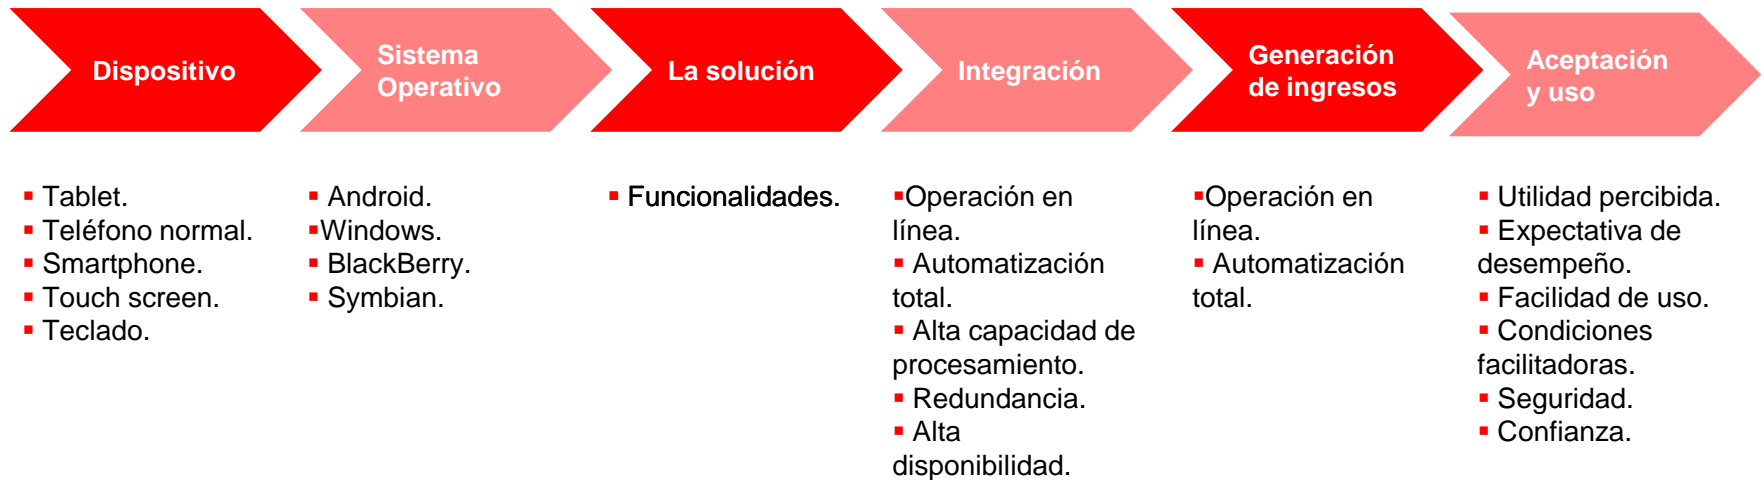 Dispositivo
Sistema
Operativo
La solución
Integración
Generación
de ingresos
Aceptación
y uso
▪ Tablet.
▪ Teléfono normal.
▪ Smartphone.
▪ Touch screen.
▪ Teclado.
▪ Android.
▪Windows.
▪ BlackBerry.
▪ Symbian.
▪ Funcionalidades.
▪Operación en
línea.
▪ Automatización
total.
▪ Alta capacidad de
procesamiento.
▪ Redundancia.
▪ Alta
disponibilidad.
▪Operación en
línea.
▪ Automatización
total.
▪ Utilidad percibida.
▪ Expectativa de
desempeño.
▪ Facilidad de uso.
▪ Condiciones
facilitadoras.
▪ Seguridad.
▪ Confianza.